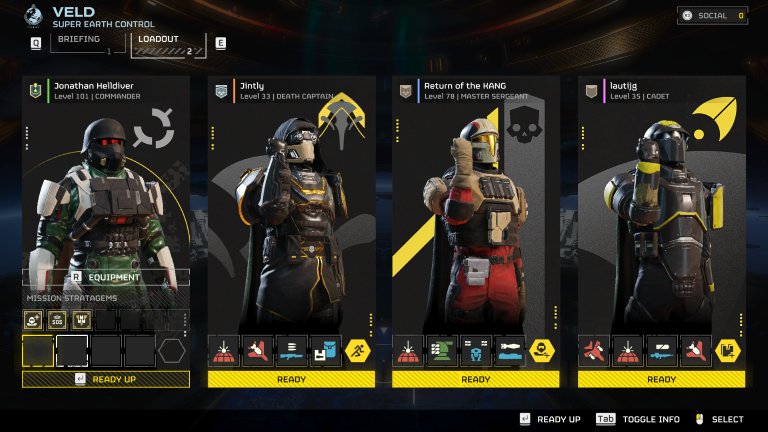 VELD
SUPER EARTH CONTROL
SOCIAL 0
Q BRIEFING 1 LOADOUT 2 E
Jonathan Helldiver
Level 101 | COMMANDER
Jintly
Level 33 | DEATH CAPTAIN
Return of the KANG
Level 78 | MASTER SERGEANT
lautijg
Level 35 | CADET
R EQUIPMENT
MISSION STRATAGEMS
SOS
READY UP
READY
READY
READY
READY UP Tab TOGGLE INFO SELECT